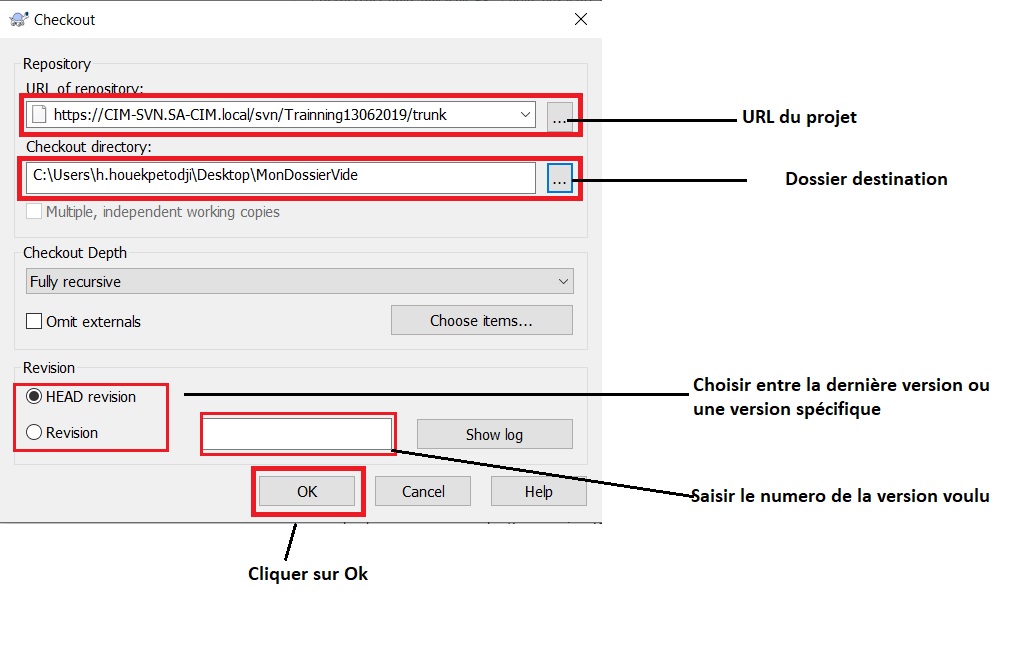 Checkout
Repository
URL of repository:
https://CIM-SVN.SA-CIM.local/svn/Trainning13062019/trunk
...
URL du projet
Checkout directory:
C:\Users\h.houekpetodji\Desktop\MonDossierVide
...
Dossier destination
Multiple, independent working copies
Checkout Depth
Fully recursive
Omit externals
Choose items...
Revision
HEAD revision
Choisir entre la dernière version ou
une version spécifique
Revision
Show log
Saisir le numero de la version voulu
OK
Cancel
Help
Cliquer sur Ok